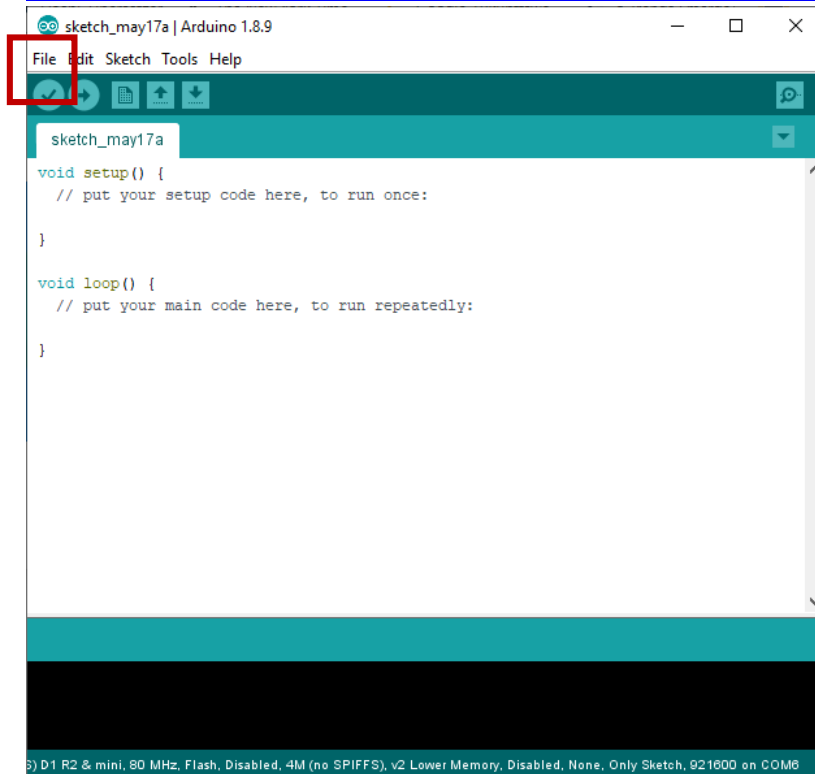 sketch_may17a | Arduino 1.8.9
File Edit Sketch Tools Help
sketch_may17a
void setup() {
  // put your setup code here, to run once:
}
void loop() {
  // put your main code here, to run repeatedly:
}
) D1 R2 & mini, 80 MHz, Flash, Disabled, 4M (no SPIFFS), v2 Lower Memory, Disabled, None, Only Sketch, 921600 on COM6